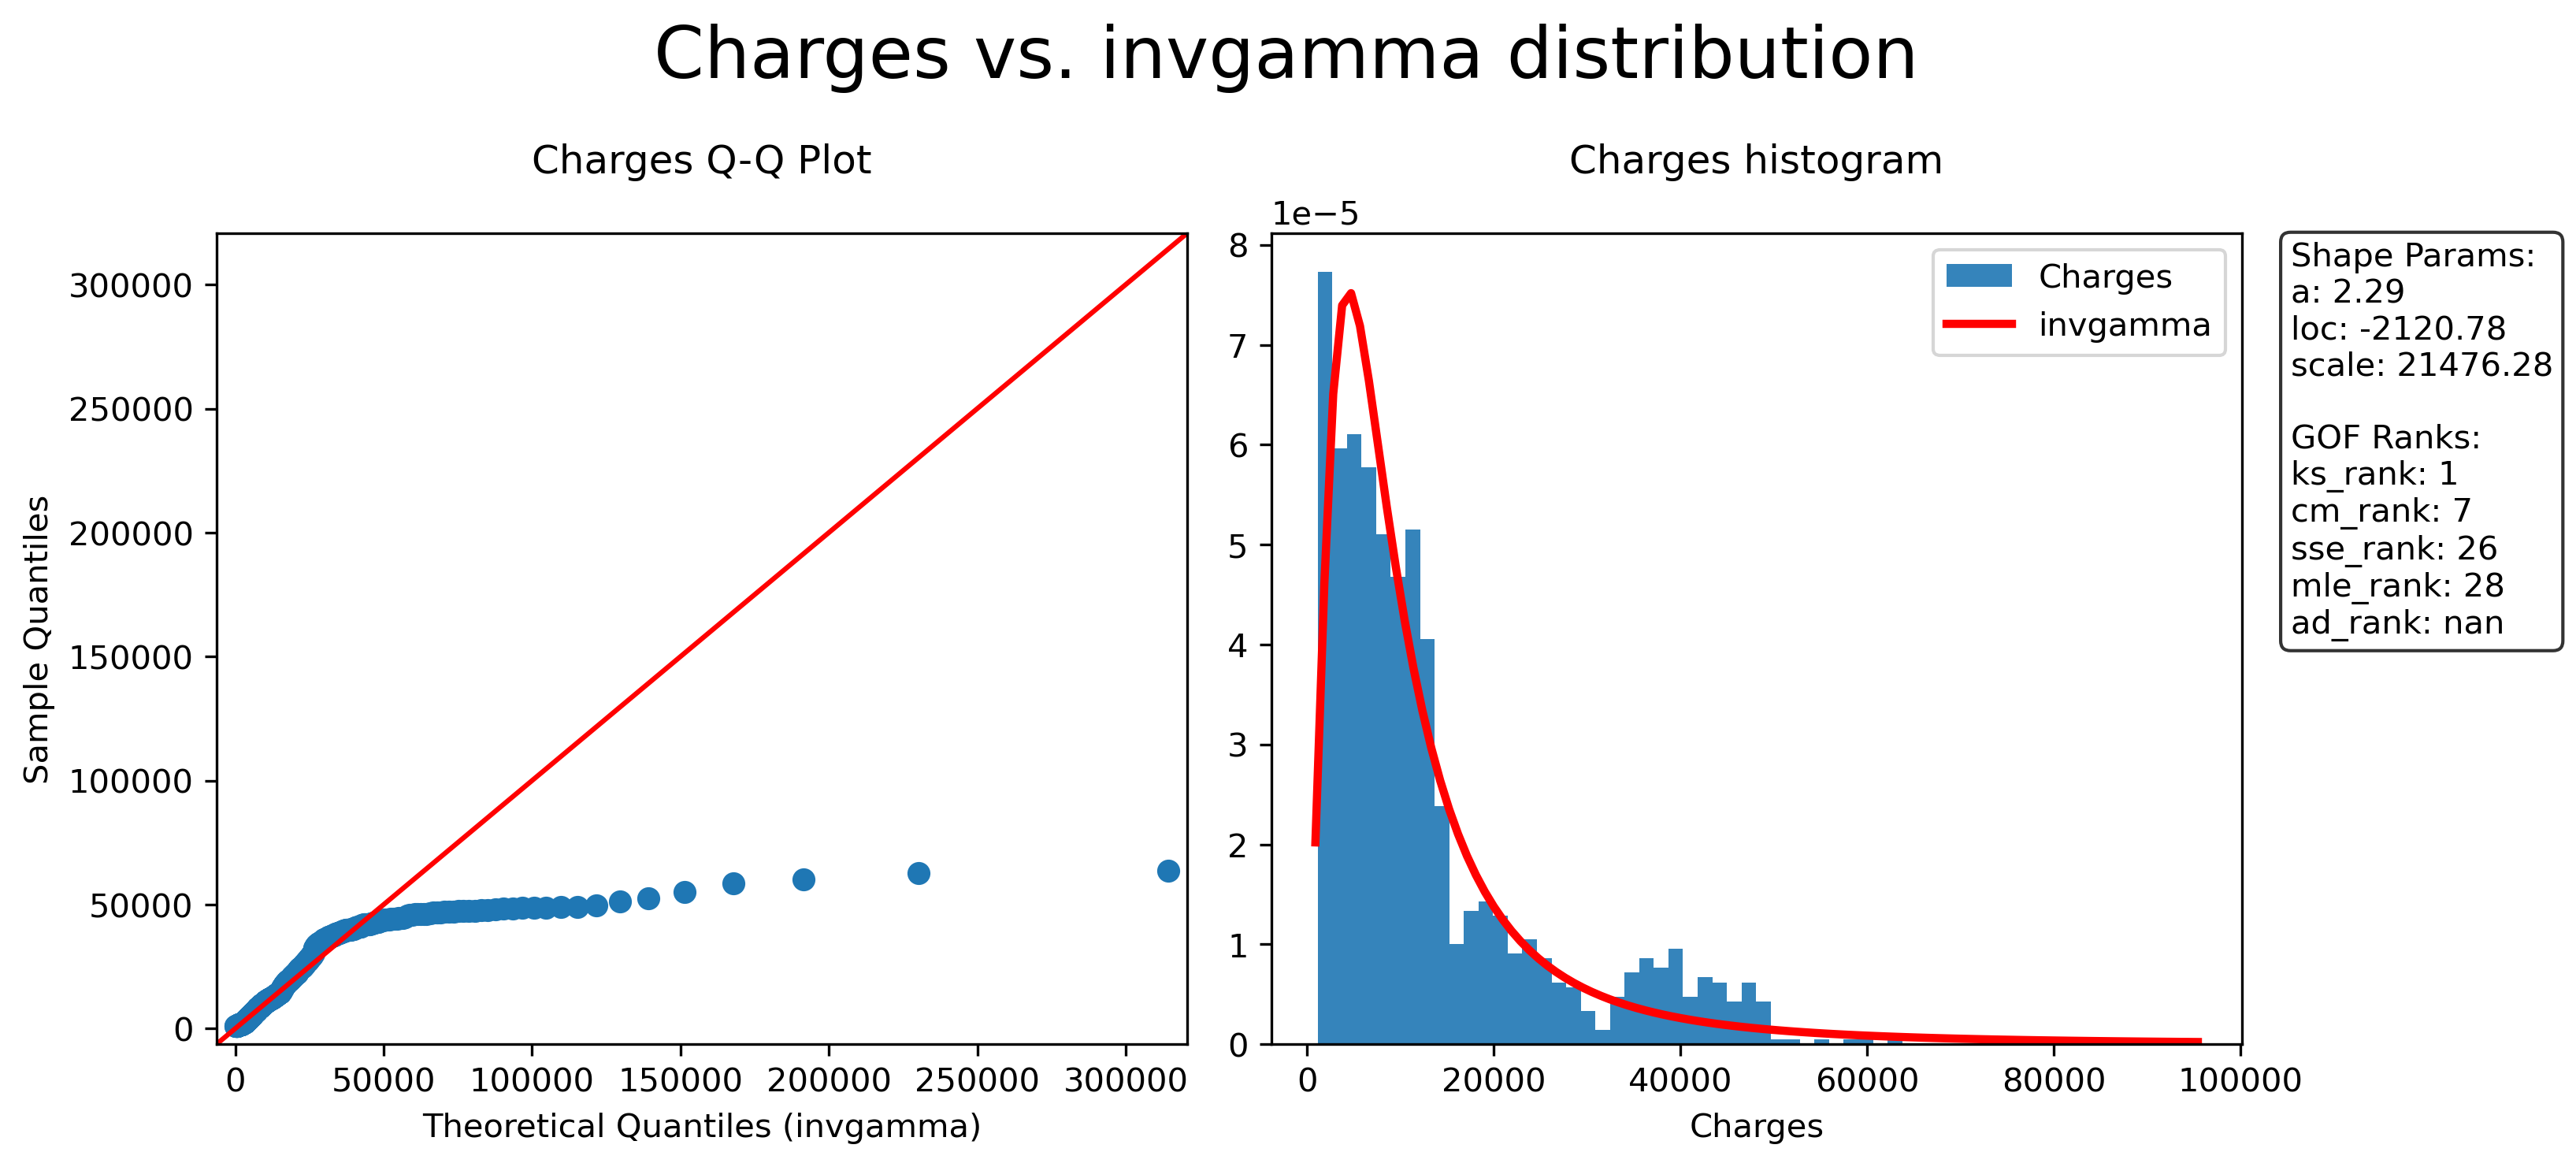 Charges vs. invgamma distribution
Charges Q-Q Plot
300000
250000
200000
150000
100000
50000
0
Sample Quantiles
0 50000 100000 150000 200000 250000 300000
Theoretical Quantiles (invgamma)
Charges histogram
1e−5
8
7
6
5
4
3
2
1
0
Charges
invgamma
0 20000 40000 60000 80000 100000
Charges
Shape Params:
a: 2.29
loc: -2120.78
scale: 21476.28
GOF Ranks:
ks_rank: 1
cm_rank: 7
sse_rank: 26
mle_rank: 28
ad_rank: nan